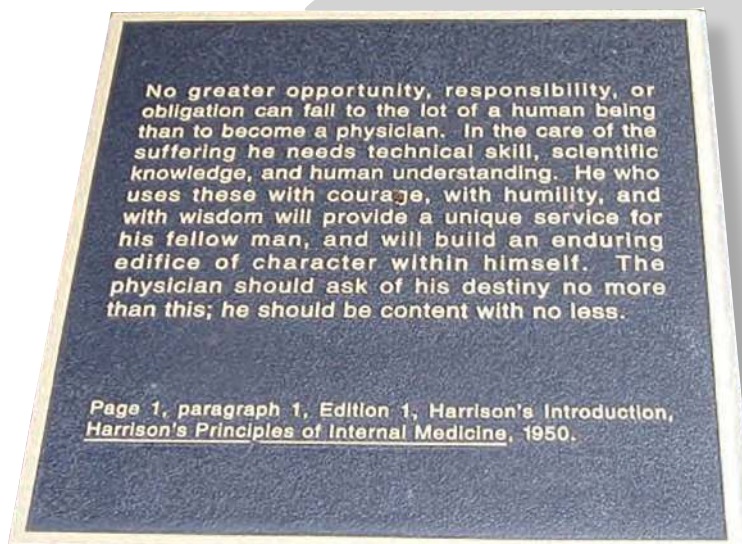 No greater opportunity, responsibility, or
obligation can fall to the lot of a human being
than to become a physician. In the care of the
suffering he needs technical skill, scientific
knowledge, and human understanding. He who
uses these with courage, with humility, and
with wisdom will provide a unique service for
his fellow man, and will build an enduring
edifice of character within himself. The
physician should ask of his destiny no more
than this; he should be content with no less.
Page 1, paragraph 1, Edition 1, Harrison's Introduction,
Harrison's Principles of Internal Medicine, 1950.